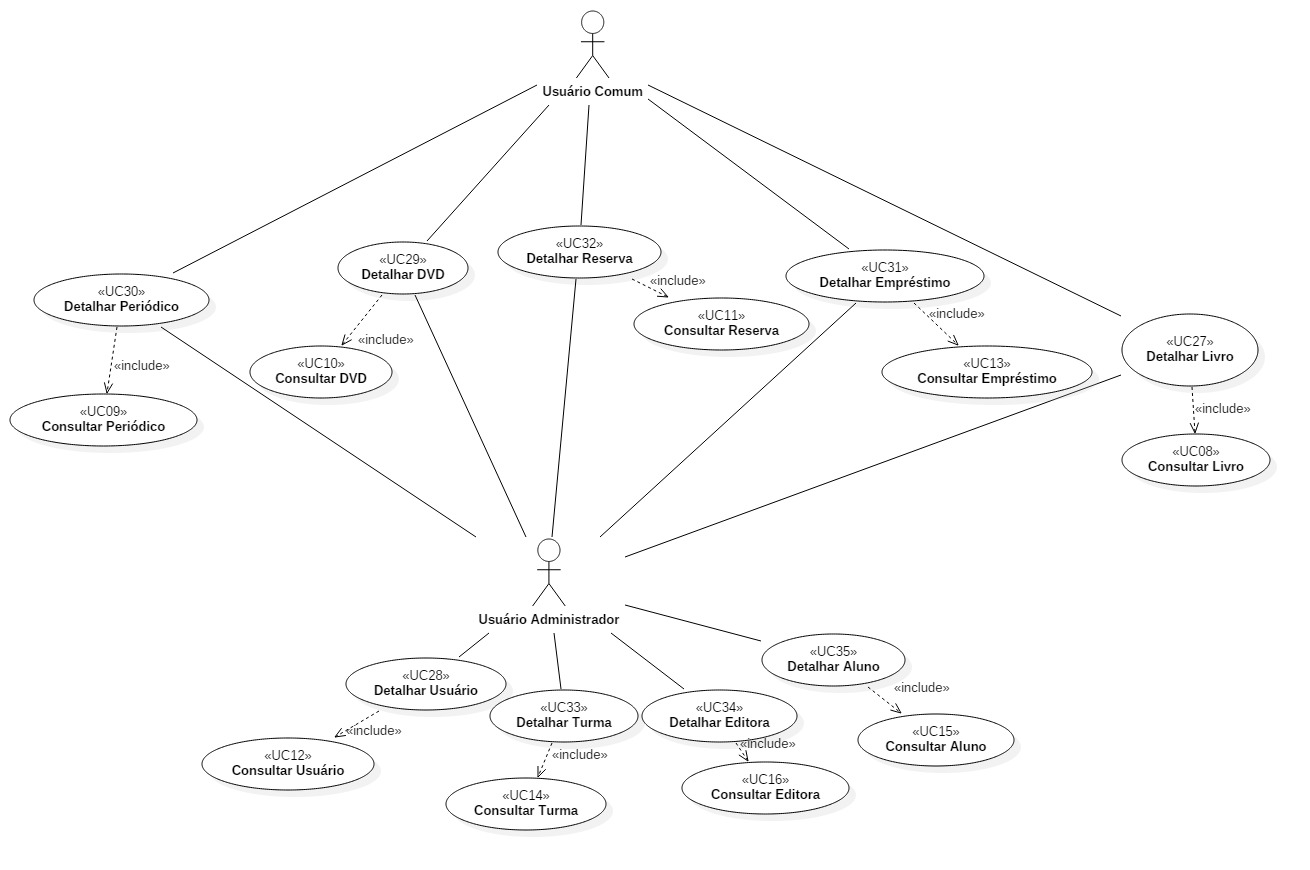 Usuário Comum
«UC32»
Detalhar Reserva
«UC29»
Detalhar DVD
«UC31»
Detalhar Empréstimo
«include»
«UC30»
Detalhar Periódico
«UC11»
Consultar Reserva
«include»
«UC27»
Detalhar Livro
«include»
«UC10»
Consultar DVD
«include»
«UC13»
Consultar Empréstimo
«include»
«UC09»
Consultar Periódico
«include»
«UC08»
Consultar Livro
Usuário Administrador
«UC35»
Detalhar Aluno
«UC28»
Detalhar Usuário
«include»
«UC33»
Detalhar Turma
«UC34»
Detalhar Editora
«include»
«UC15»
Consultar Aluno
«include»
«include»
«UC12»
Consultar Usuário
«UC16»
Consultar Editora
«UC14»
Consultar Turma